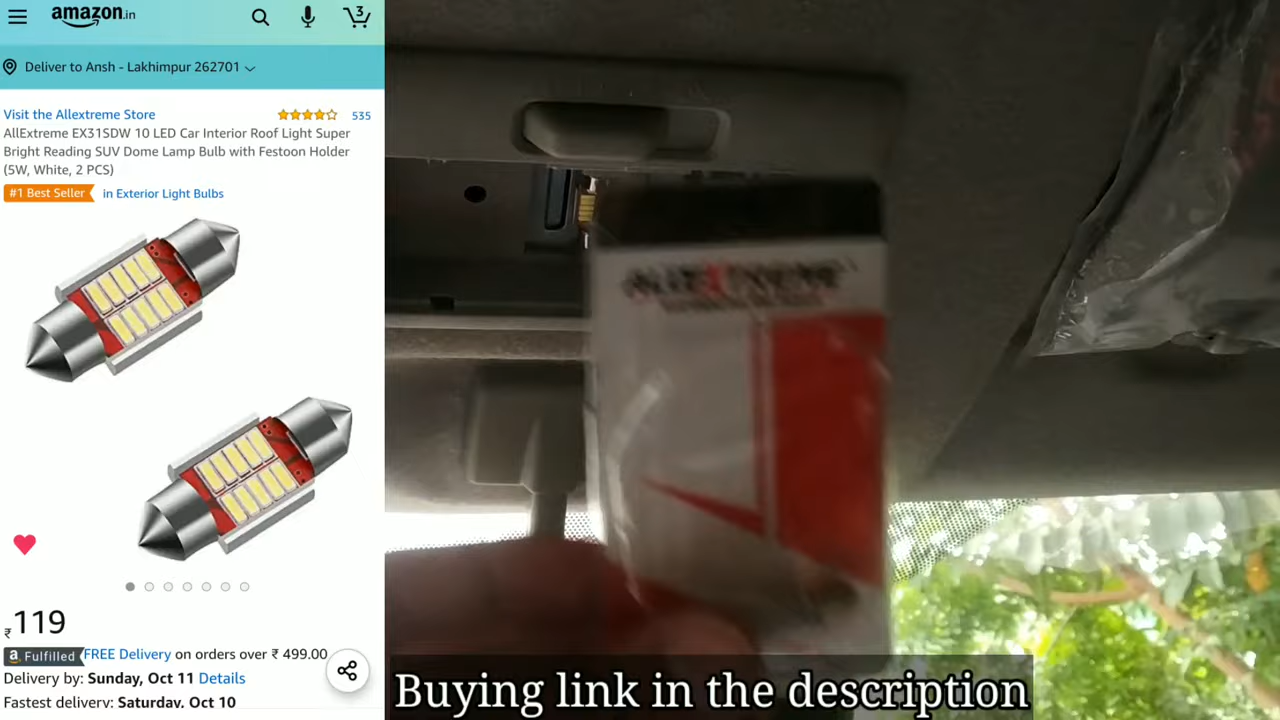 amazon.in
3
Deliver to Ansh - Lakhimpur 262701
Visit the Allextreme Store
535
AllExtreme EX31SDW 10 LED Car Interior Roof Light Super
Bright Reading SUV Dome Lamp Bulb with Festoon Holder
(5W, White, 2 PCS)
#1 Best Seller in Exterior Light Bulbs
₹119
a Fulfilled FREE Delivery on orders over ₹ 499.00
Delivery by: Sunday, Oct 11 Details
Fastest delivery: Saturday, Oct 10
ALLEXTREME
Buying link in the description